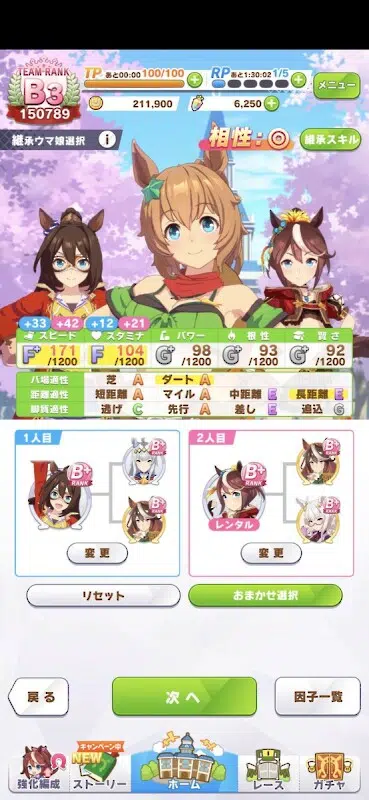 TEAM RANK
B3
150789
TP あと00:00 100/100
RP あと1:30:02 1/5
メニュー
211,900
6,250
継承ウマ娘選択
相性:◎
継承スキル
+33 +42 +12 +21
スピード スタミナ パワー 根性 賢さ
F+ 171 /1200
F 104 /1200
G+ 98 /1200
G+ 93 /1200
G+ 92 /1200
バ場適性 芝 A ダート A
距離適性 短距離 A マイル A 中距離 E 長距離 E
脚質適性 逃げ C 先行 A 差し E 追込 G
1人目
2人目
B+ RANK
B+ RANK
B+ RANK
B+ RANK
B+ RANK
B+ RANK
レンタル
変更
変更
リセット
おまかせ選択
戻る
次へ
因子一覧
キャンペーン中
NEW
強化編成
ストーリー
ホーム
レース
ガチャ